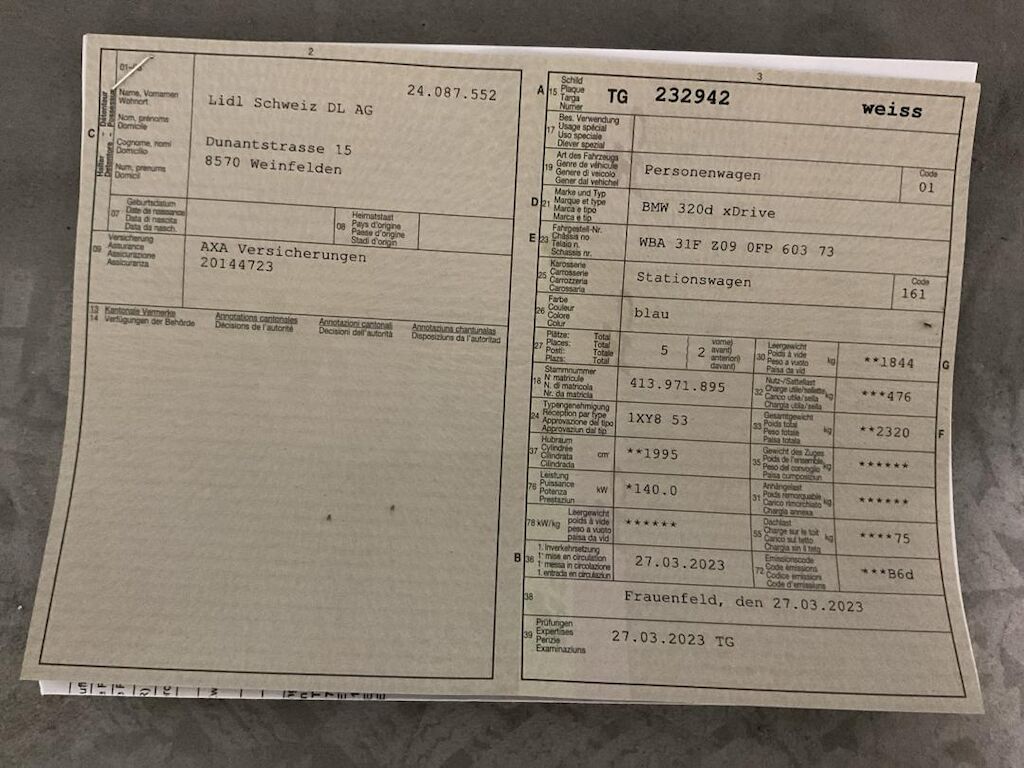 2
01-06
24.087.552
Halter - Détenteur
Detentore - Possessur
C
Name, Vornamen
Wohnort
Nom, prénoms
Domicile
Cognome, nomi
Domicilio
Num, prenums
Domicil
Lidl Schweiz DL AG
Dunantstrasse 15
8570 Weinfelden
07
Geburtsdatum
Date de naissance
Data di nascita
Data da nasch.
08
Heimatstaat
Pays d'origine
Paese d'origine
Stadi d'origin
09
Versicherung
Assurance
Assicurazione
Assicuranza
AXA Versicherungen
20144723
13
14
Kantonale Vermerke
Verfügungen der Behörde
Annotations cantonales
Décisions de l'autorité
Annotazioni cantonali
Decisioni dell'autorità
Annotaziuns chantunalas
Disposiziuns da l'autoritad
3
A
15
Schild
Plaque
Targa
Numer
TG 232942
weiss
17
Bes. Verwendung
Usage spécial
Uso speciale
Diever spezial
19
Art des Fahrzeugs
Genre de véhicule
Genere di veicolo
Gener dal vehichel
Personenwagen
Code
01
D
21
Marke und Typ
Marque et type
Marca e tipo
Marca e tip
BMW 320d xDrive
E
23
Fahrgestell-Nr.
Châssis no
Telaio n.
Schassis nr.
WBA 31F Z09 0FP 603 73
25
Karosserie
Carrosserie
Carrozzeria
Carossaria
Stationswagen
Code
161
26
Farbe
Couleur
Colore
Colur
blau
27
Plätze: Total
Places: Total
Posti: Totale
Plazs: Total
5
2
vorne)
avant)
anteriori)
davant)
30
Leergewicht
Poids à vide
Peso a vuoto
Paisa da vid
kg
**1844
G
18
Stammnummer
N° matricule
N. di matricola
Nr. da matricla
413.971.895
32
Nutz-/Sattellast
Charge utile/sellette
Carico utile/sella
Chargia utila/sella
kg
***476
24
Typengenehmigung
Réception par type
Approvazione del tipo
Approvaziun dal tip
1XY8 53
33
Gesamtgewicht
Poids total
Peso totale
Paisa totala
kg
**2320
F
37
Hubraum
Cylindrée
Cilindrata
Cilindrada
cm³
**1995
35
Gewicht des Zuges
Poids de l'ensemble
Peso del convoglio
Paisa cumposiziun
kg
******
76
Leistung
Puissance
Potenza
Prestaziun
kW
*140.0
31
Anhängelast
Poids remorquable
Carico rimorchiato
Chargia annexa
kg
******
78 kW/kg
Leergewicht
poids à vide
peso a vuoto
paisa da vid
******
55
Dachlast
Charge sur le toit
Carico sul tetto
Chargia sin il tetg
kg
****75
B
36
1. Inverkehrsetzung
1re mise en circulation
1a messa in circolazione
1. entrada en circulaziun
27.03.2023
72
Emissionscode
Code émissions
Codice emissioni
Code d'emissiuns
***B6d
38
Frauenfeld, den 27.03.2023
39
Prüfungen
Expertises
Perizie
Examinaziuns
27.03.2023 TG